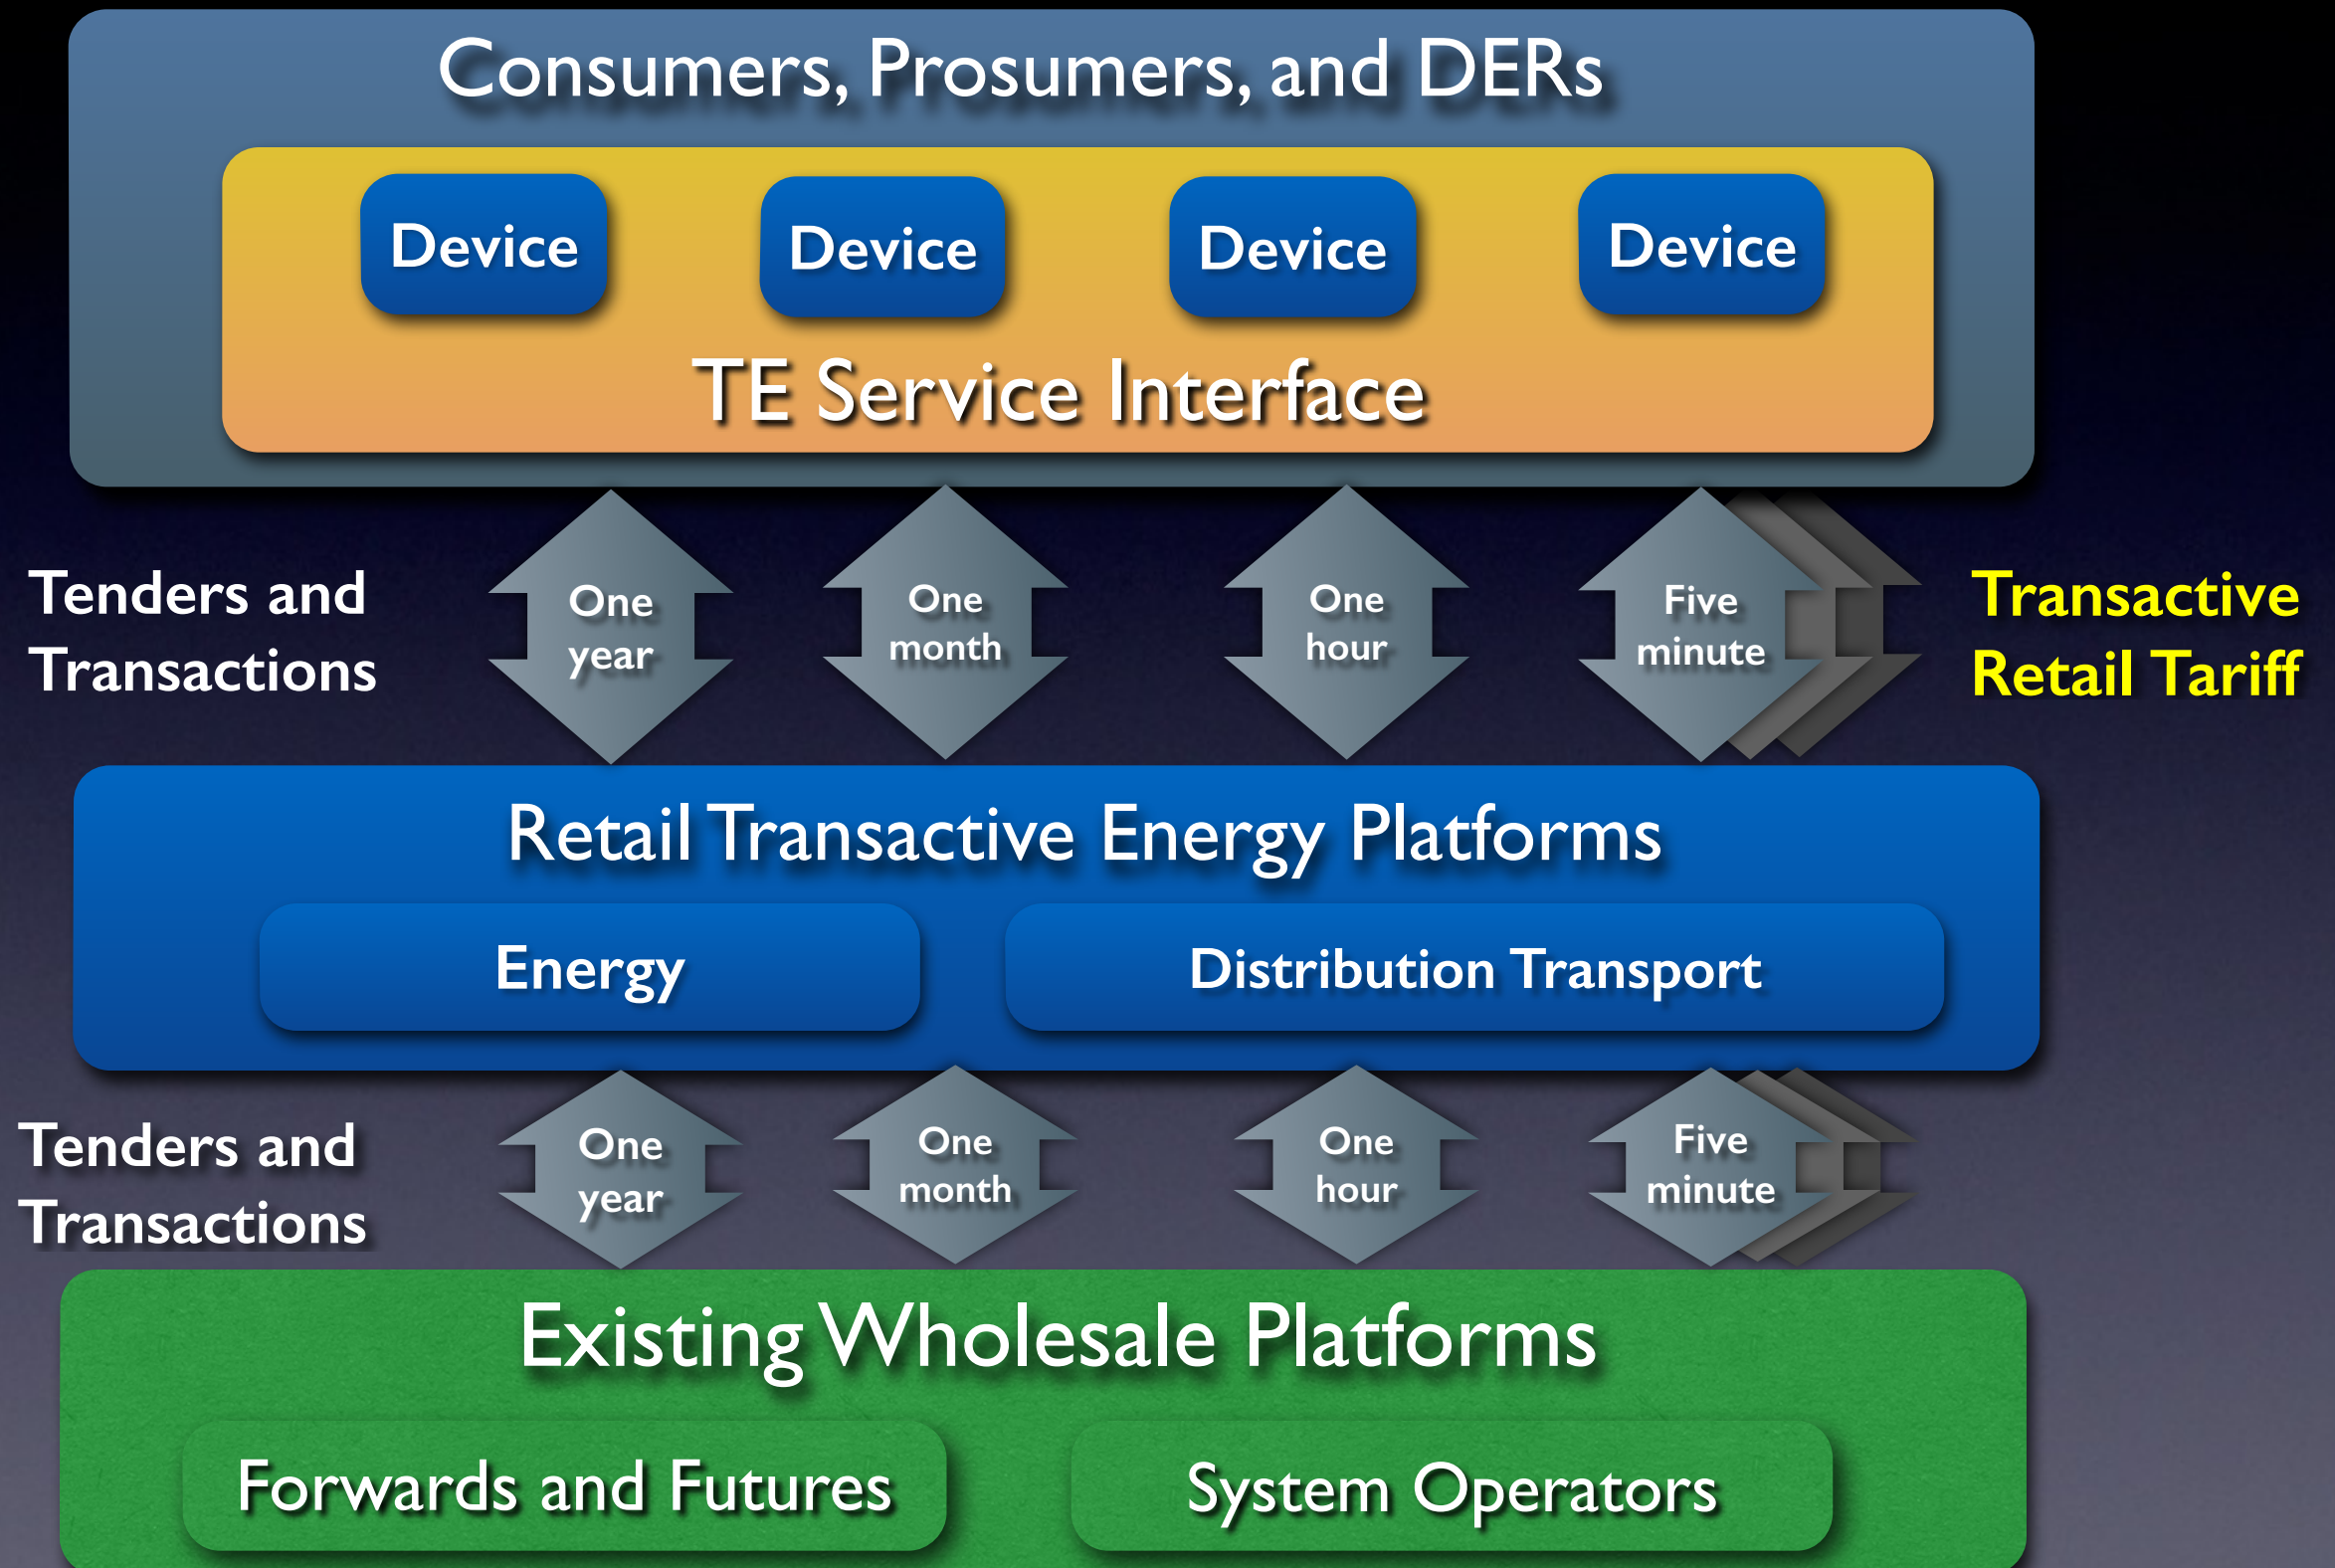 Consumers, Prosumers, and DERs
Device
Device
Device
Device
TE Service Interface
Tenders and
Transactions
One
year
One
month
One
hour
Five
minute
Transactive
Retail Tariff
Retail Transactive Energy Platforms
Energy
Distribution Transport
Tenders and
Transactions
One
year
One
month
One
hour
Five
minute
Existing Wholesale Platforms
Forwards and Futures
System Operators